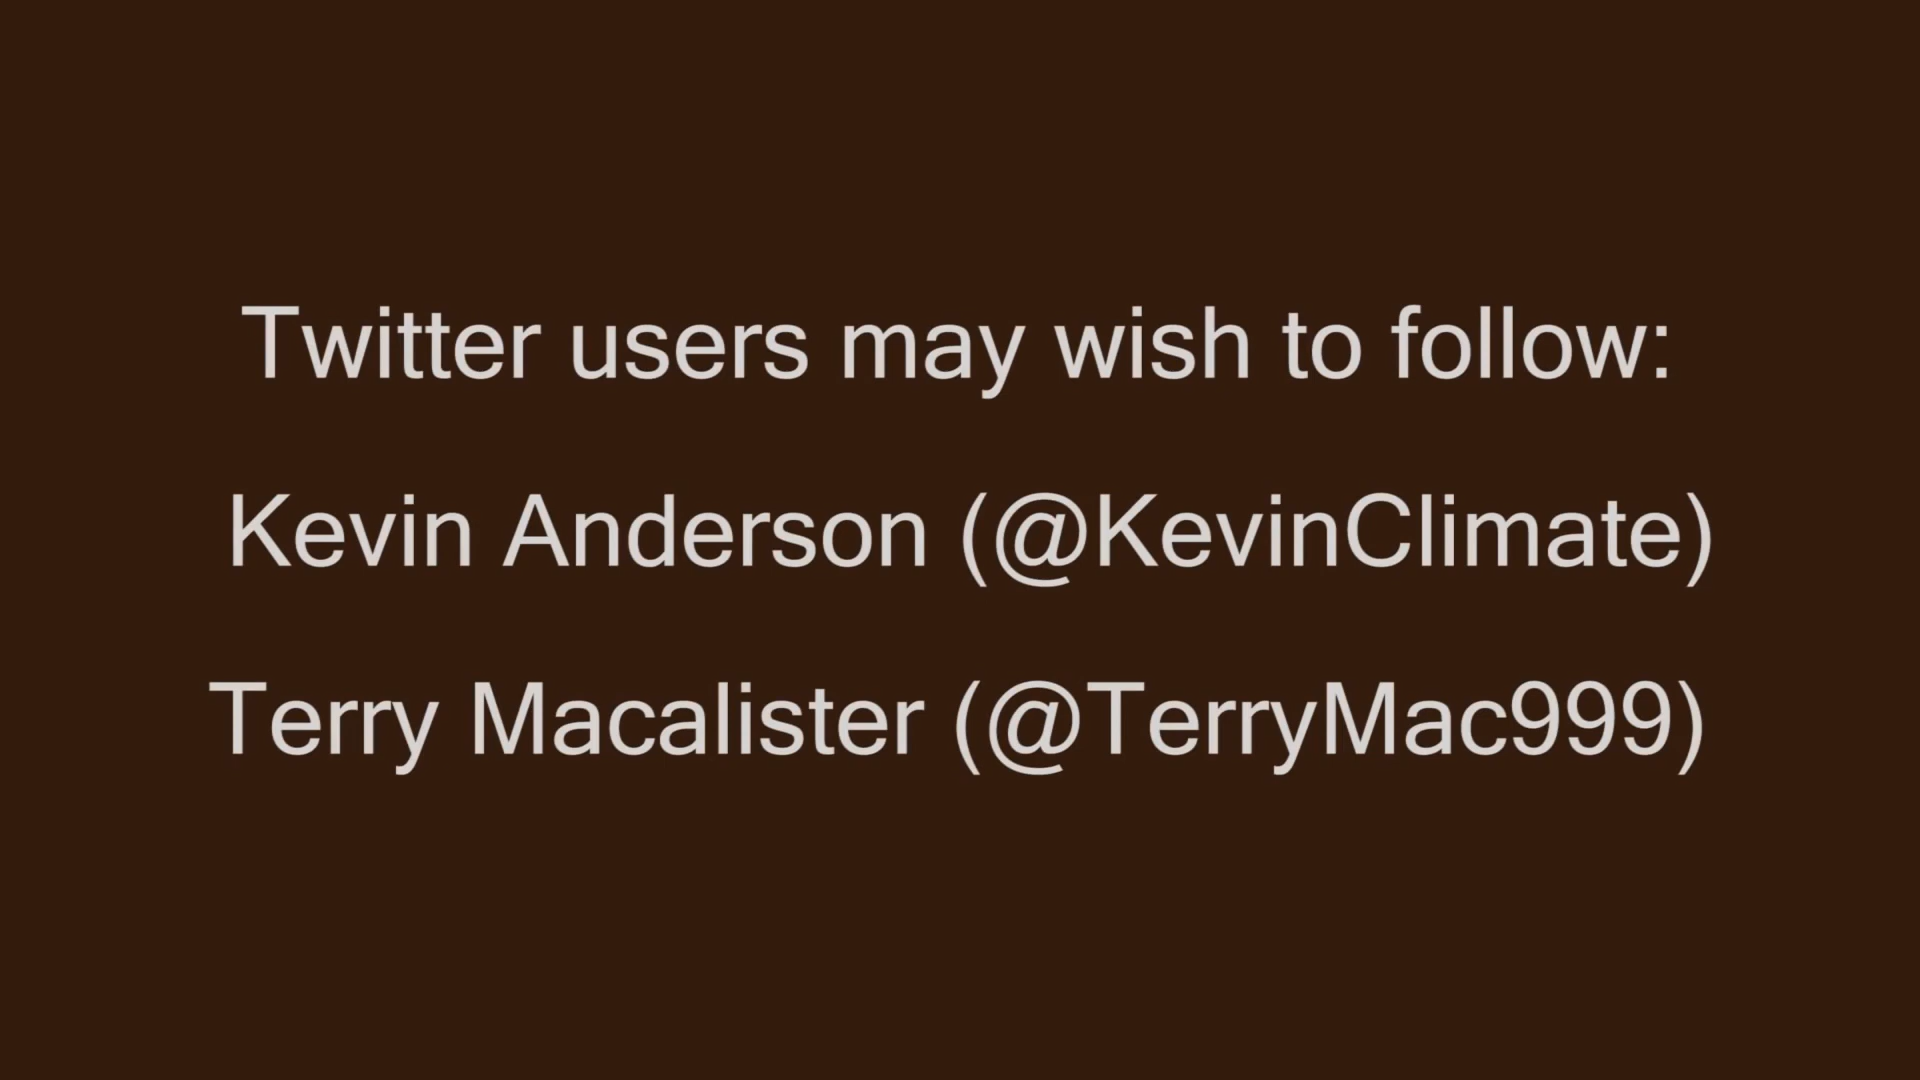 Twitter users may wish to follow:
Kevin Anderson (@KevinClimate)
Terry Macalister (@TerryMac999)